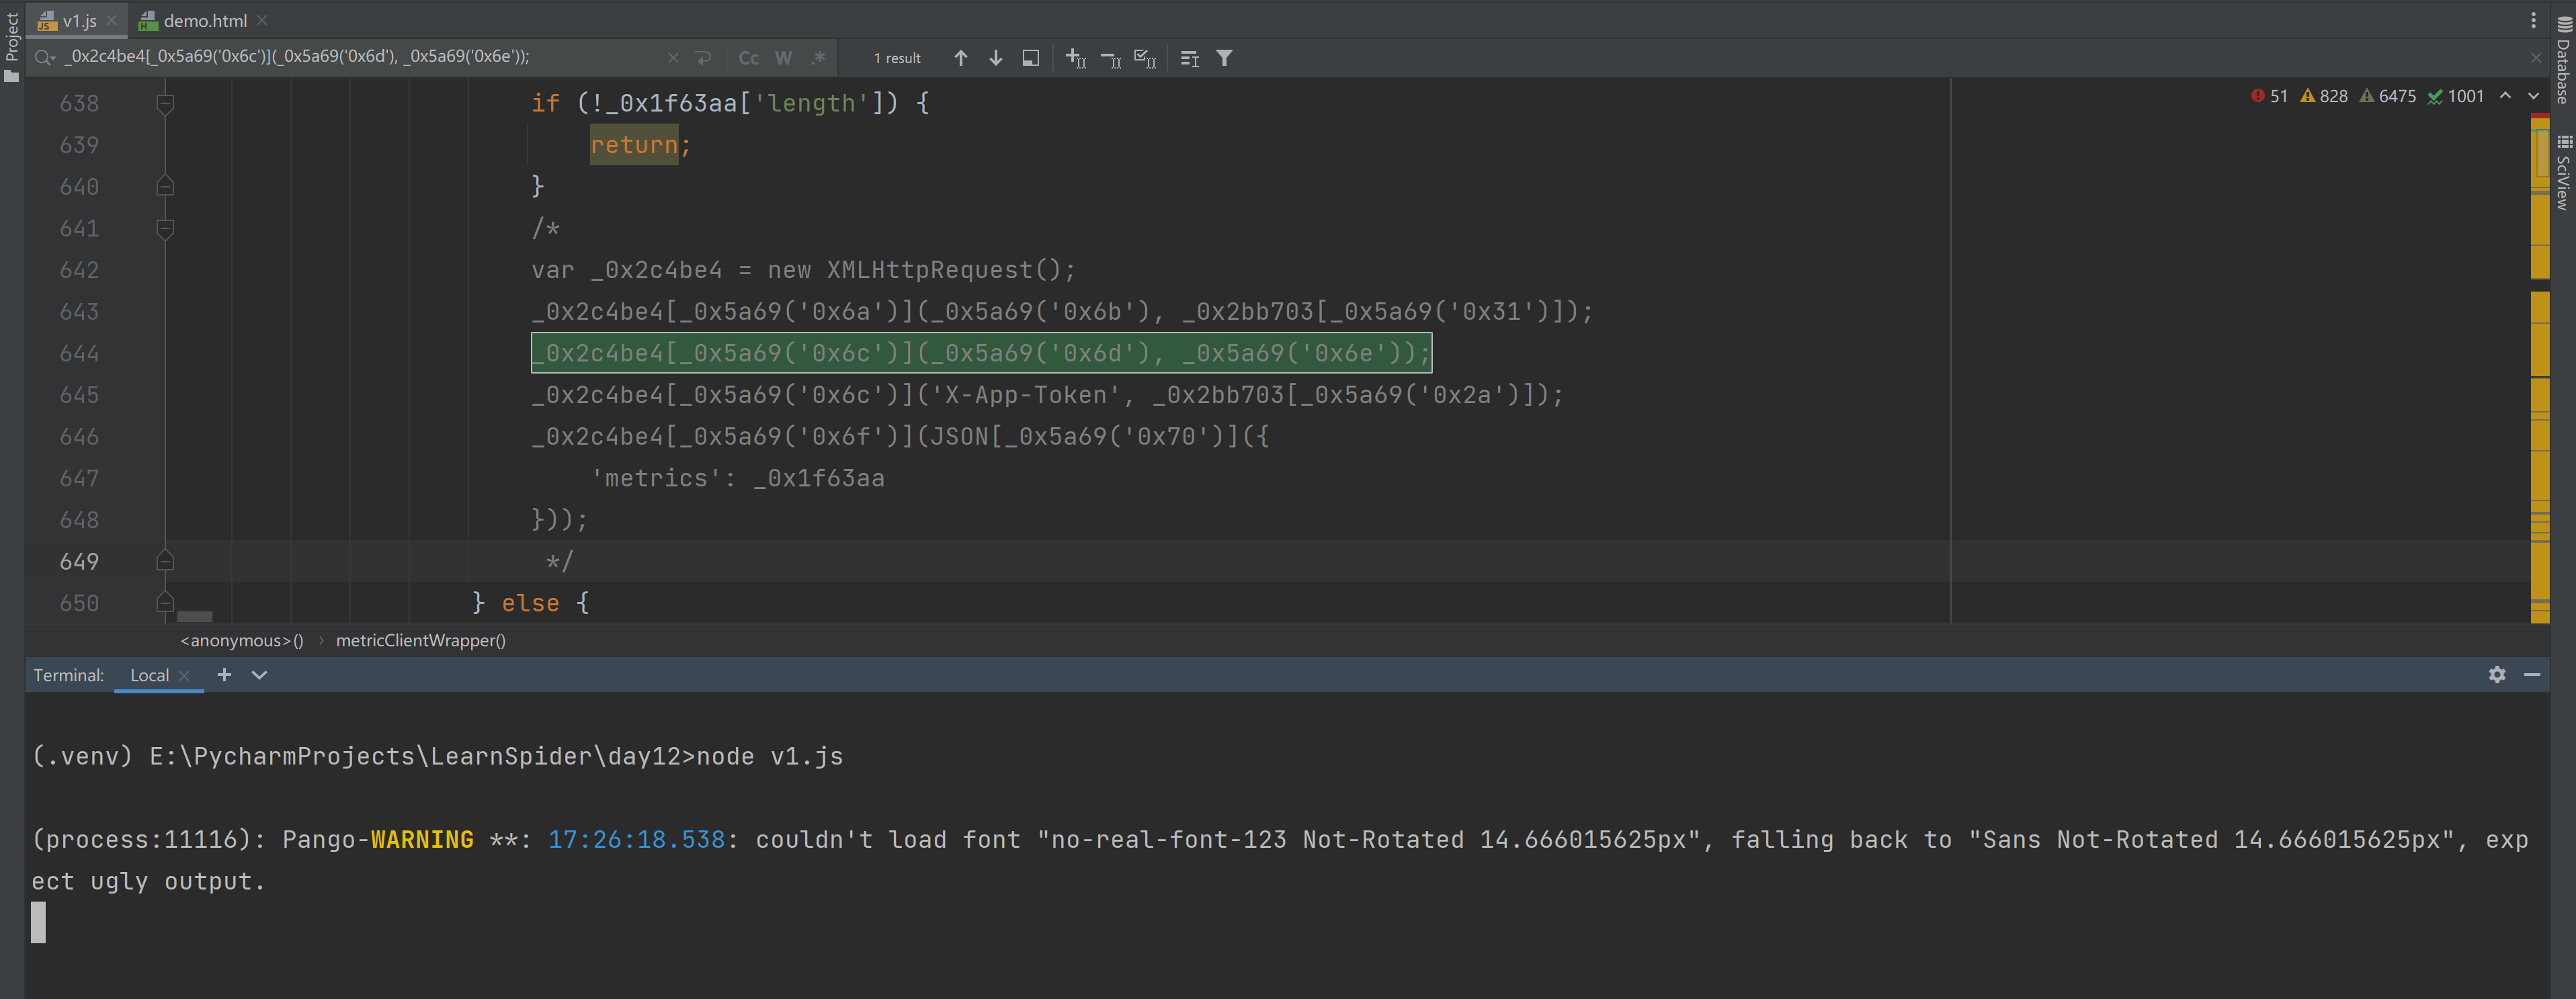 Project
v1.js
demo.html
_0x2c4be4[_0x5a69('0x6c')](_0x5a69('0x6d'), _0x5a69('0x6e'));
Cc W .*
1 result
51 828 6475 1001
638 if (!_0x1f63aa['length']) {
639 return;
640 }
641 /*
642 var _0x2c4be4 = new XMLHttpRequest();
643 _0x2c4be4[_0x5a69('0x6a')](_0x5a69('0x6b'), _0x2bb703[_0x5a69('0x31')]);
644 _0x2c4be4[_0x5a69('0x6c')](_0x5a69('0x6d'), _0x5a69('0x6e'));
645 _0x2c4be4[_0x5a69('0x6c')]('X-App-Token', _0x2bb703[_0x5a69('0x2a')]);
646 _0x2c4be4[_0x5a69('0x6f')](JSON[_0x5a69('0x70')]({
647 'metrics': _0x1f63aa
648 }));
649 */
650 } else {
<anonymous>() › metricClientWrapper()
Database
SciView
Terminal: Local
(.venv) E:\PycharmProjects\LearnSpider\day12>node v1.js
(process:11116): Pango-WARNING **: 17:26:18.538: couldn't load font "no-real-font-123 Not-Rotated 14.666015625px", falling back to "Sans Not-Rotated 14.666015625px", exp
ect ugly output.